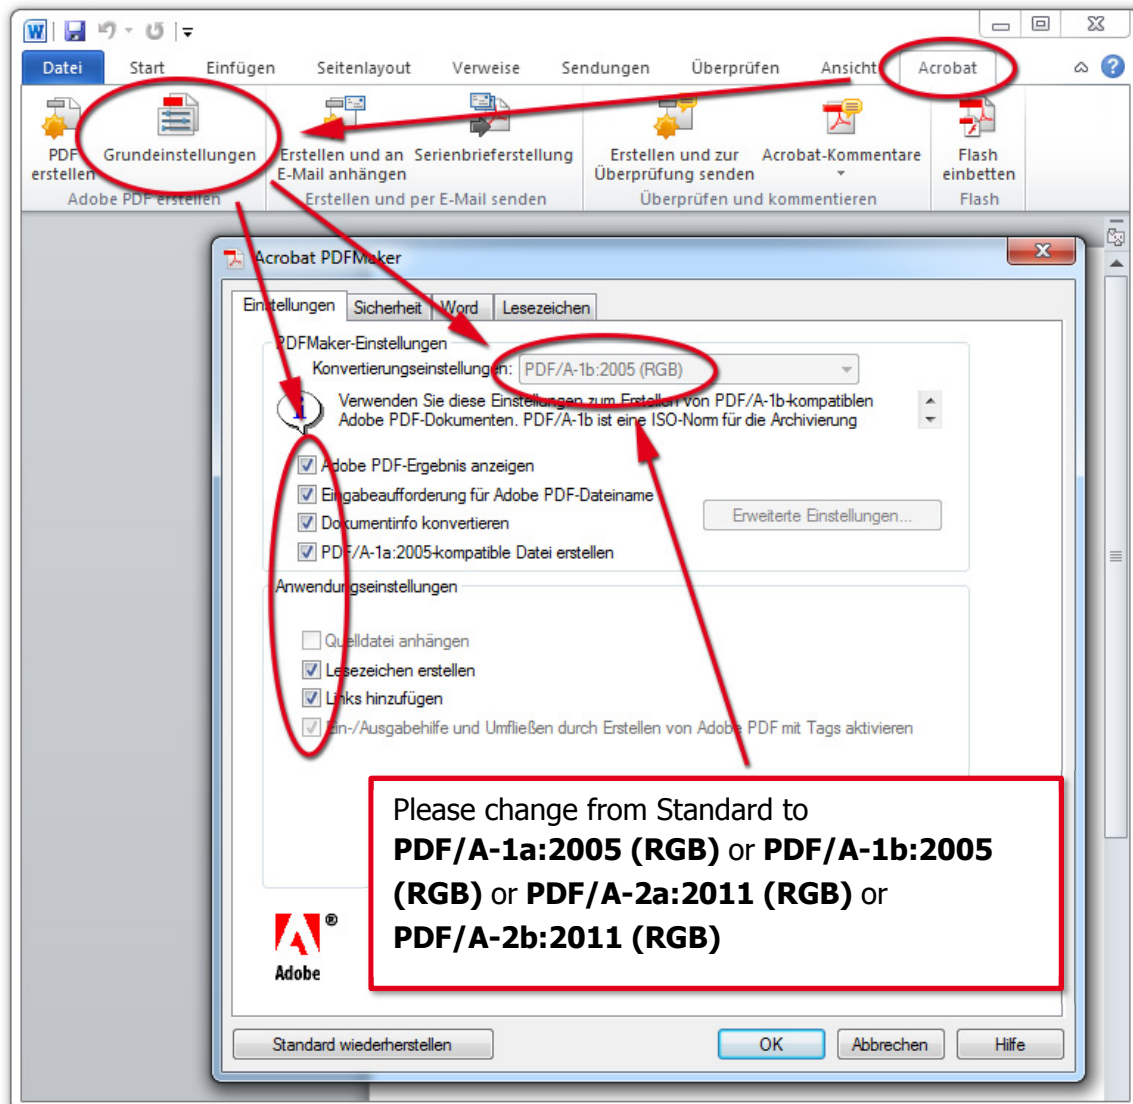 W
Datei Start Einfügen Seitenlayout Verweise Sendungen Überprüfen Ansicht Acrobat ?
PDF erstellen
Grundeinstellungen
Erstellen und an E-Mail anhängen
Serienbrieferstellung
Erstellen und zur Überprüfung senden
Acrobat-Kommentare
Flash einbetten
Adobe PDF erstellen Erstellen und per E-Mail senden Überprüfen und kommentieren Flash
Acrobat PDFMaker
Einstellungen Sicherheit Word Lesezeichen
PDFMaker-Einstellungen
Konvertierungseinstellungen: PDF/A-1b:2005 (RGB)
i
Verwenden Sie diese Einstellungen zum Erstellen von PDF/A-1b-kompatiblen
Adobe PDF-Dokumenten. PDF/A-1b ist eine ISO-Norm für die Archivierung
Adobe PDF-Ergebnis anzeigen
Eingabeaufforderung für Adobe PDF-Dateiname
Erweiterte Einstellungen...
Dokumentinfo konvertieren
PDF/A-1a:2005-kompatible Datei erstellen
Anwendungseinstellungen
Quelldatei anhängen
Lesezeichen erstellen
Links hinzufügen
Ein-/Ausgabehilfe und Umfließen durch Erstellen von Adobe PDF mit Tags aktivieren
Please change from Standard to
PDF/A-1a:2005 (RGB) or PDF/A-1b:2005
(RGB) or PDF/A-2a:2011 (RGB) or
PDF/A-2b:2011 (RGB)
®
Adobe
Standard wiederherstellen OK Abbrechen Hilfe